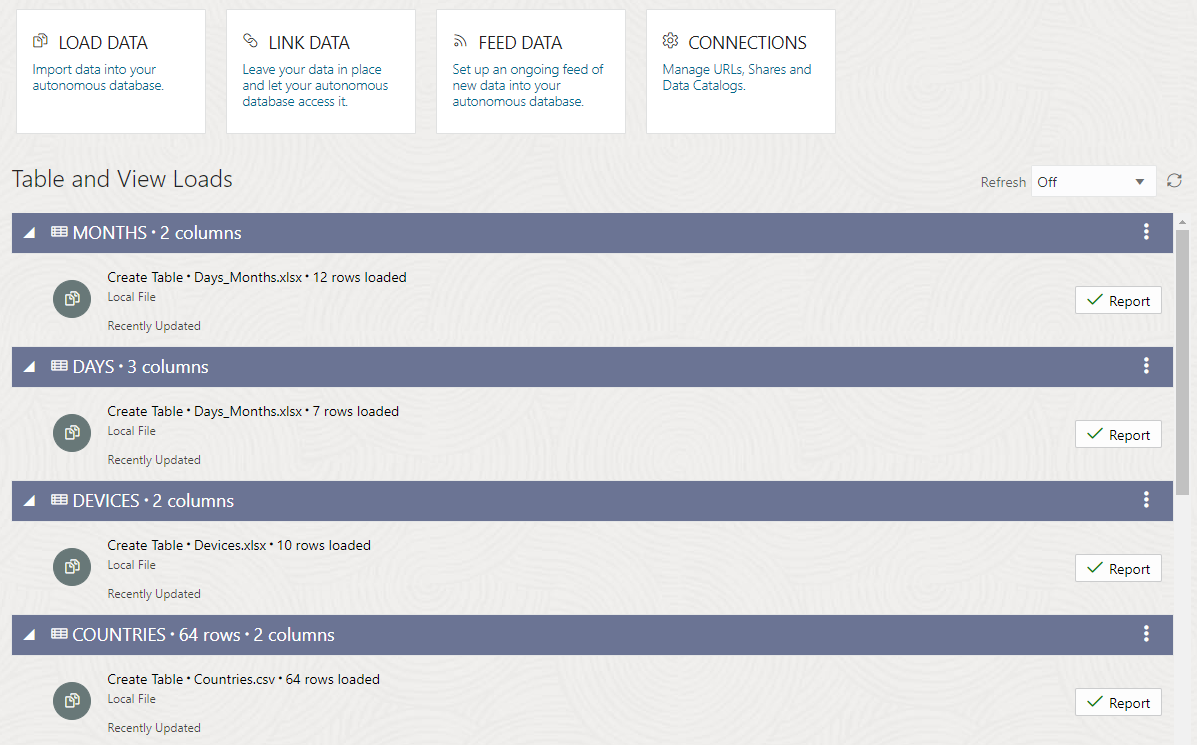 LOAD DATA
Import data into your
autonomous database.
LINK DATA
Leave your data in place
and let your autonomous
database access it.
FEED DATA
Set up an ongoing feed of
new data into your
autonomous database.
CONNECTIONS
Manage URLs, Shares and
Data Catalogs.
Table and View Loads
Refresh Off
MONTHS • 2 columns
Create Table • Days_Months.xlsx • 12 rows loaded
Local File
Report
Recently Updated
DAYS • 3 columns
Create Table • Days_Months.xlsx • 7 rows loaded
Local File
Report
Recently Updated
DEVICES • 2 columns
Create Table • Devices.xlsx • 10 rows loaded
Local File
Report
Recently Updated
COUNTRIES • 64 rows • 2 columns
Create Table • Countries.csv • 64 rows loaded
Local File
Report
Recently Updated